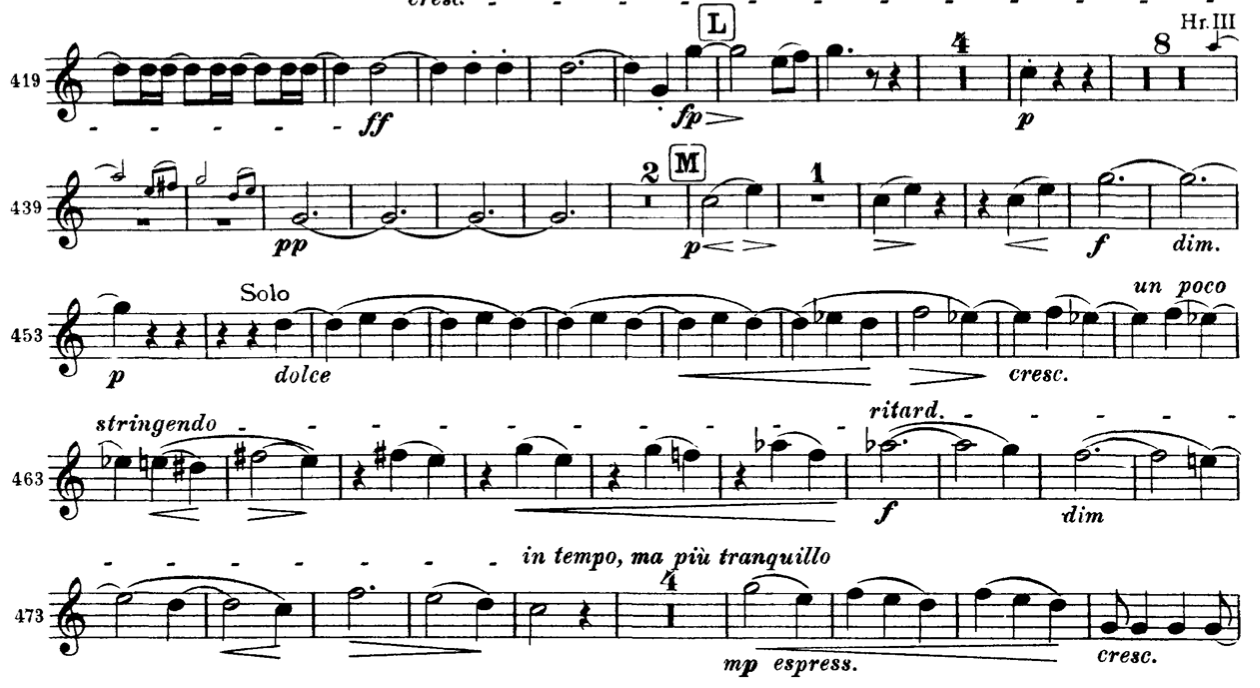 cresc. - - - - - - - - - - -
L
Hr. III
419
4
8
- - - - - ff
fp
p
2
M
1
439
pp
p
f
dim.
Solo
un poco
453
p
dolce
cresc.
stringendo - - - - - - - - -
ritard. - - - -
463
f
dim
- - - - - - -
in tempo, ma più tranquillo
4
473
mp espress.
cresc.